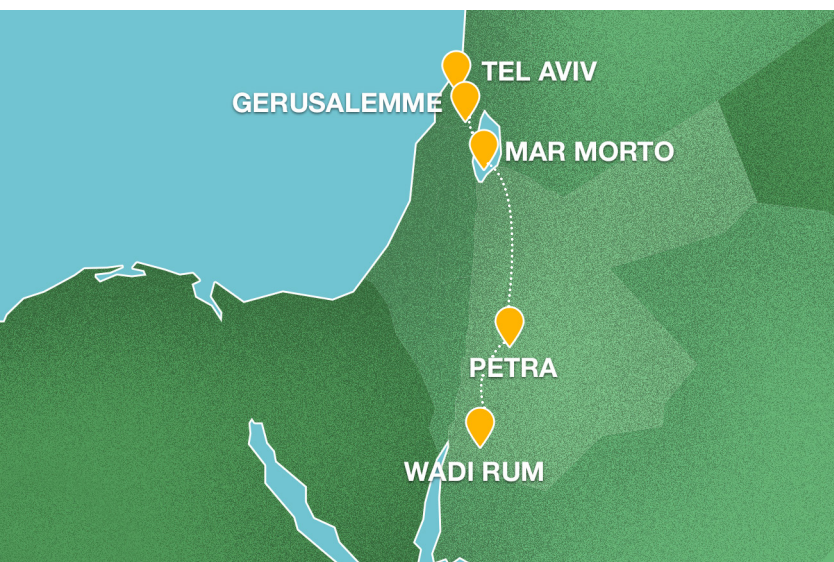 TEL AVIV
GERUSALEMME
MAR MORTO
PETRA
WADI RUM